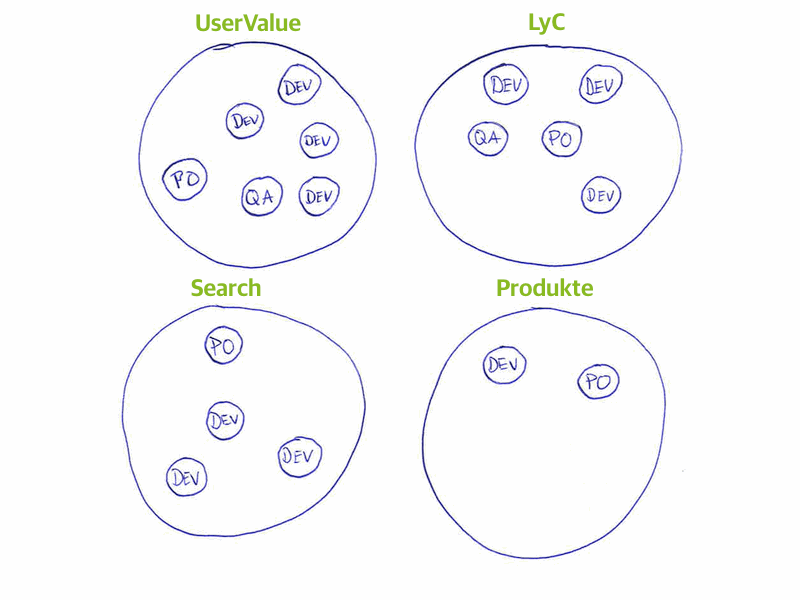 UserValue
DEV
DEV
DEV
PO
QA
DEV
LyC
DEV
DEV
QA
PO
DEV
Search
PO
DEV
DEV
DEV
Produkte
DEV
PO